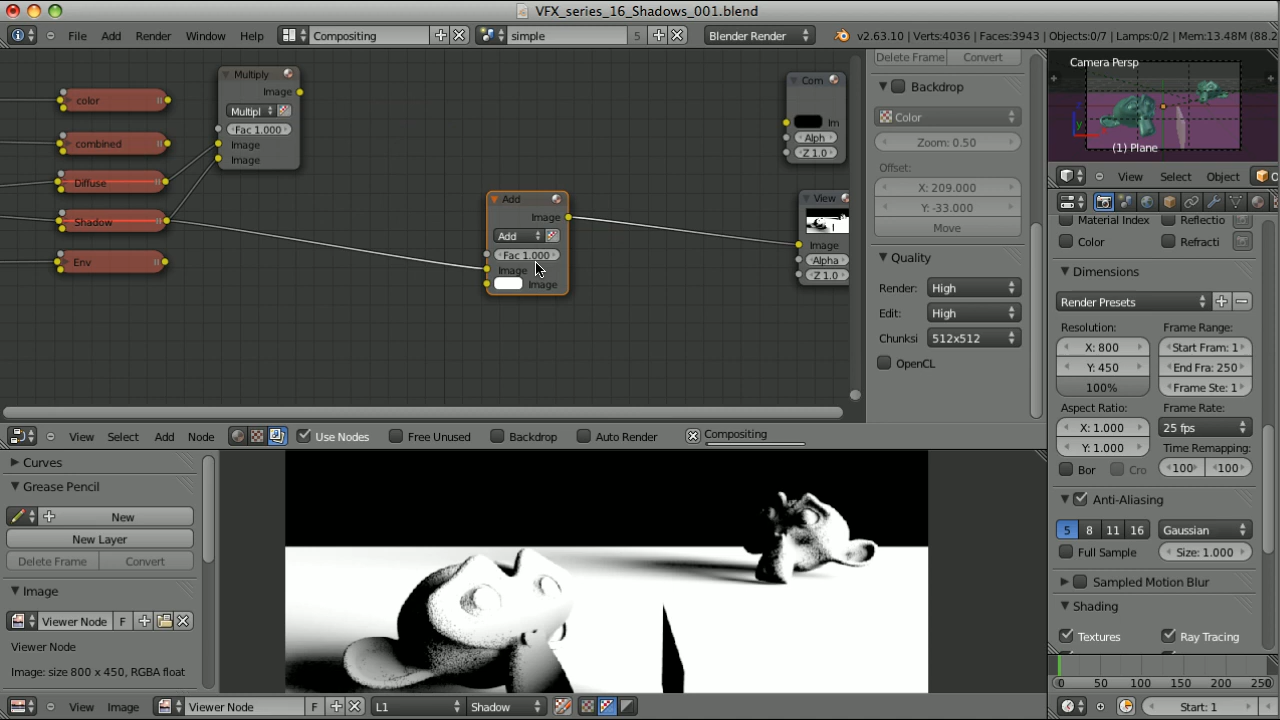 VFX_series_16_Shadows_001.blend
File Add Render Window Help Compositing simple 5 Blender Render v2.63.10 | Verts:4036 | Faces:3943 | Objects:0/7 | Lamps:0/2 | Mem:13.48M (88.2
color
combined
Diffuse
Shadow
Env
Multiply
Image
Multipl
Fac 1.000
Image
Image
Add
Image
Add
Fac 1.000
Image
Image
Com
Im
Alph
Z 1.0
View
Image
Alpha
Z 1.0
Delete Frame Convert
Backdrop
Color
Zoom: 0.50
Offset:
X: 209.000
Y: -33.000
Move
Quality
Render: High
Edit: High
Chunksi 512x512
OpenCL
Camera Persp
(1) Plane
View Select Object
Material Index Reflectio
Color Refracti
Dimensions
Render Presets
Resolution: Frame Range:
X: 800 Start Fram: 1
Y: 450 End Fra: 250
100% Frame Ste: 1
Aspect Ratio: Frame Rate:
X: 1.000 25 fps
Y: 1.000 Time Remapping:
Bor Cro 100 100
Anti-Aliasing
5 8 11 16 Gaussian
Full Sample Size: 1.000
Sampled Motion Blur
Shading
Textures Ray Tracing
0 50 100 150 200 250
Start: 1
View Select Add Node Use Nodes Free Unused Backdrop Auto Render Compositing
Curves
Grease Pencil
New
New Layer
Delete Frame Convert
Image
Viewer Node F
Viewer Node
Image: size 800 x 450, RGBA float
View Image Viewer Node F L1 Shadow